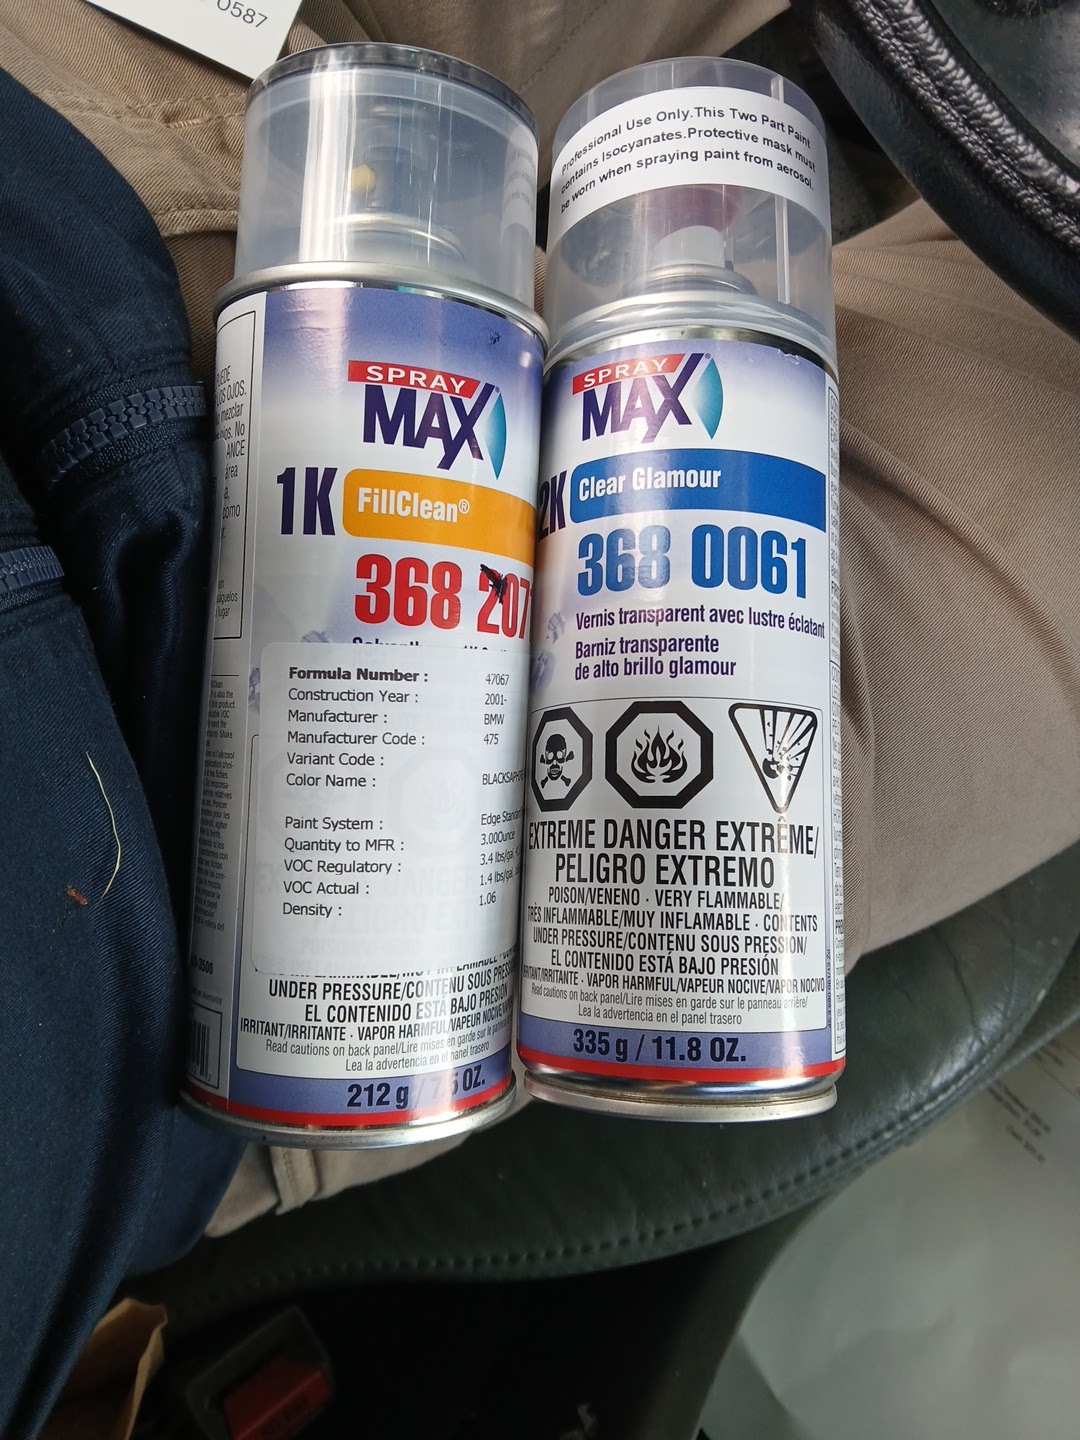 0587
Professional Use Only.This Two Part Paint
contains Isocyanates.Protective mask must
be worn when spraying paint from aerosol.
SPRAY
MAX
1K
FillClean®
368 207
Formula Number : 47067
Construction Year : 2001-
Manufacturer : BMW
Manufacturer Code : 475
Variant Code :
Color Name :
Paint System : Edge
Quantity to MFR : 3.00Ounce
VOC Regulatory : 3.4 lbs/gal,
VOC Actual : 1.4 lbs/gal,
Density : 1.06
UNDER PRESSURE/CONTENU SOUS
EL CONTENIDO ESTÁ BAJO PRESIÓN
IRRITANT/IRRITANTE · VAPOR HARMFUL/VAPEUR
Read cautions on back panel/Lire mises en garde sur le
Lea la advertencia en el panel trasero
212 g / OZ.
SPRAY
MAX®
2K
Clear Glamour
368 0061
Vernis transparent avec lustre éclatant
Barniz transparente
de alto brillo glamour
EXTREME DANGER EXTRÊME/
PELIGRO EXTREMO
POISON/VENENO · VERY FLAMMABLE/
TRÈS INFLAMMABLE/MUY INFLAMABLE · CONTENTS
UNDER PRESSURE/CONTENU SOUS PRESSION/
EL CONTENIDO ESTÁ BAJO PRESIÓN
IRRITANT/IRRITANTE · VAPOR HARMFUL/VAPEUR NOCIVE/VAPOR NOCIVO
Read cautions on back panel/Lire mises en garde sur le panneau arrière/
Lea la advertencia en el panel trasero
335 g / 11.8 OZ.